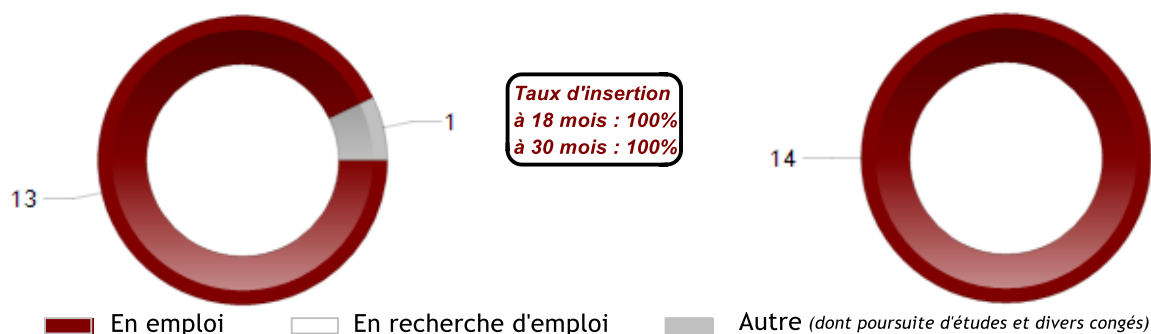 13
1
Taux d'insertion
à 18 mois : 100%
à 30 mois : 100%
14
En emploi
En recherche d'emploi
Autre (dont poursuite d'études et divers congés)